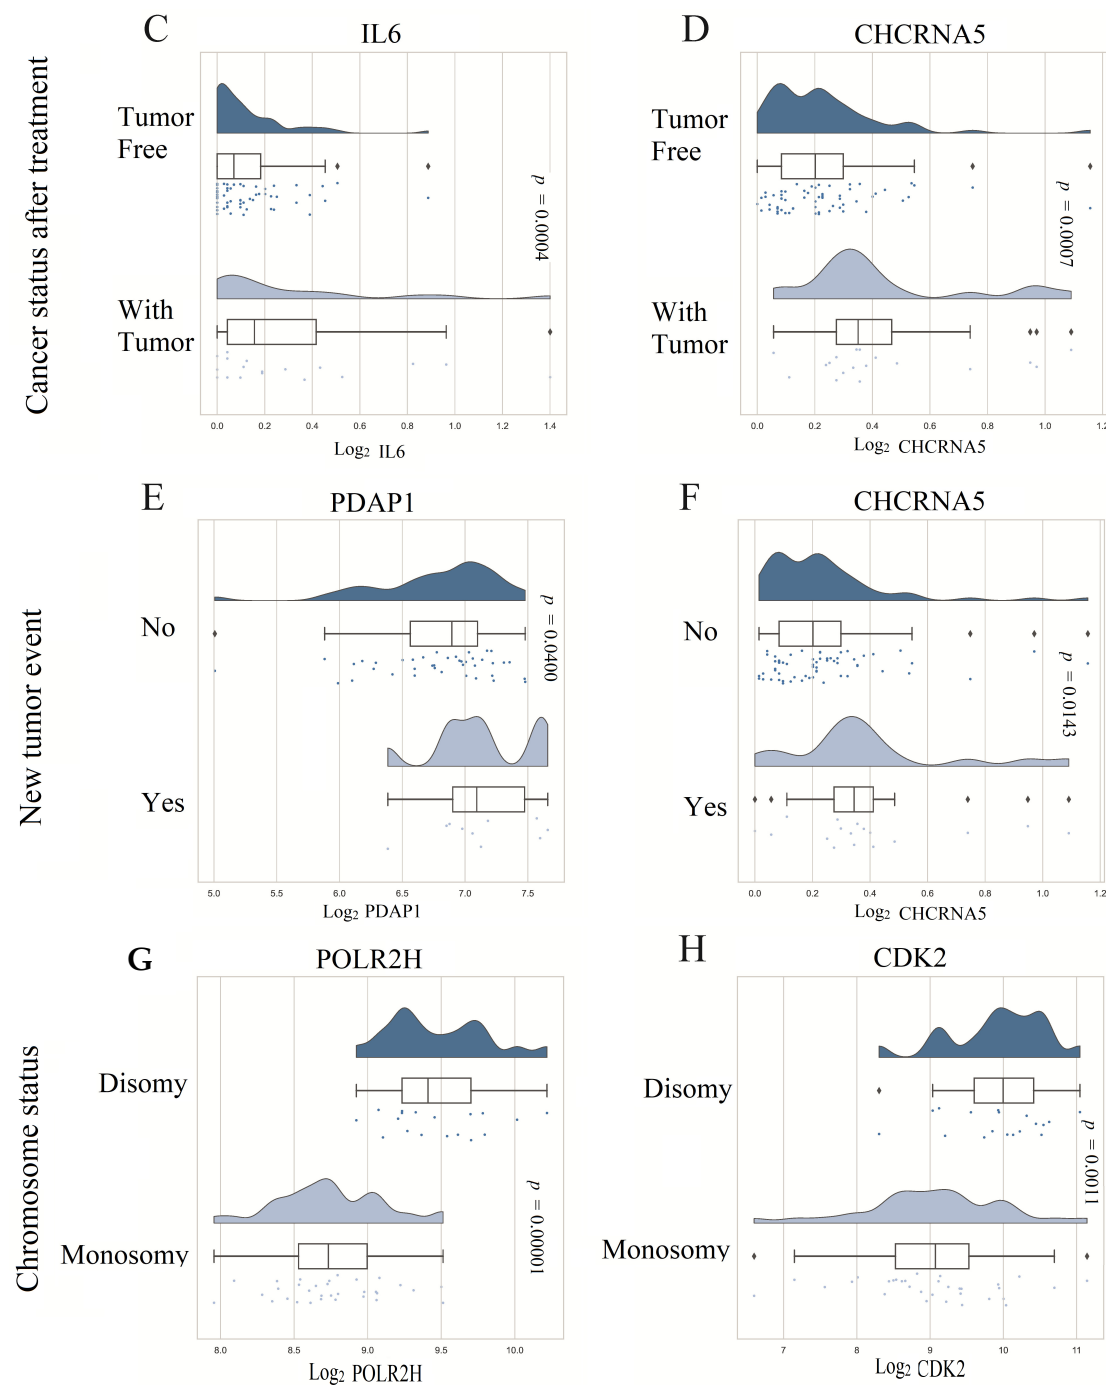 C
IL6
D
CHCRNA5
Cancer status after treatment
Tumor
Free
With
Tumor
p = 0.0004
0.0 0.2 0.4 0.6 0.8 1.0 1.2 1.4
Log2 IL6
Tumor
Free
With
Tumor
p = 0.0007
0.0 0.2 0.4 0.6 0.8 1.0 1.2
Log2 CHCRNA5
E
PDAP1
F
CHCRNA5
New tumor event
No
Yes
p = 0.0400
5.0 5.5 6.0 6.5 7.0 7.5
Log2 PDAP1
No
Yes
p = 0.0143
0.0 0.2 0.4 0.6 0.8 1.0 1.2
Log2 CHCRNA5
G
POLR2H
H
CDK2
Chromosome status
Disomy
Monosomy
p = 0.00001
8.0 8.5 9.0 9.5 10.0
Log2 POLR2H
Disomy
Monosomy
p = 0.0011
7 8 9 10 11
Log2 CDK2